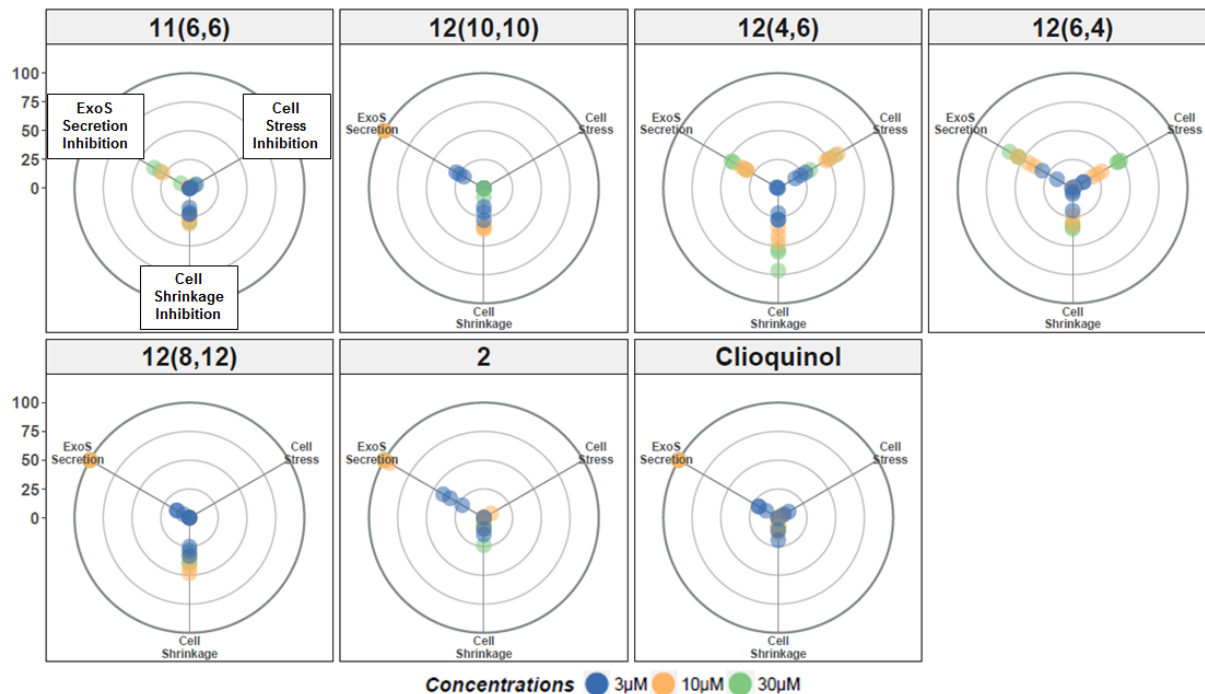 11(6,6)
12(10,10)
12(4,6)
12(6,4)
100
75
50
25
0
ExoS
Secretion
Inhibition
Cell
Stress
Inhibition
Cell
Shrinkage
Inhibition
ExoS
Secretion
Cell
Stress
Cell
Shrinkage
ExoS
Secretion
Cell
Stress
Cell
Shrinkage
ExoS
Secretion
Cell
Stress
Cell
Shrinkage
12(8,12)
2
Clioquinol
100
75
50
25
0
ExoS
Secretion
Cell
Stress
Cell
Shrinkage
ExoS
Secretion
Cell
Stress
Cell
Shrinkage
ExoS
Secretion
Cell
Stress
Cell
Shrinkage
Concentrations 3µM 10µM 30µM